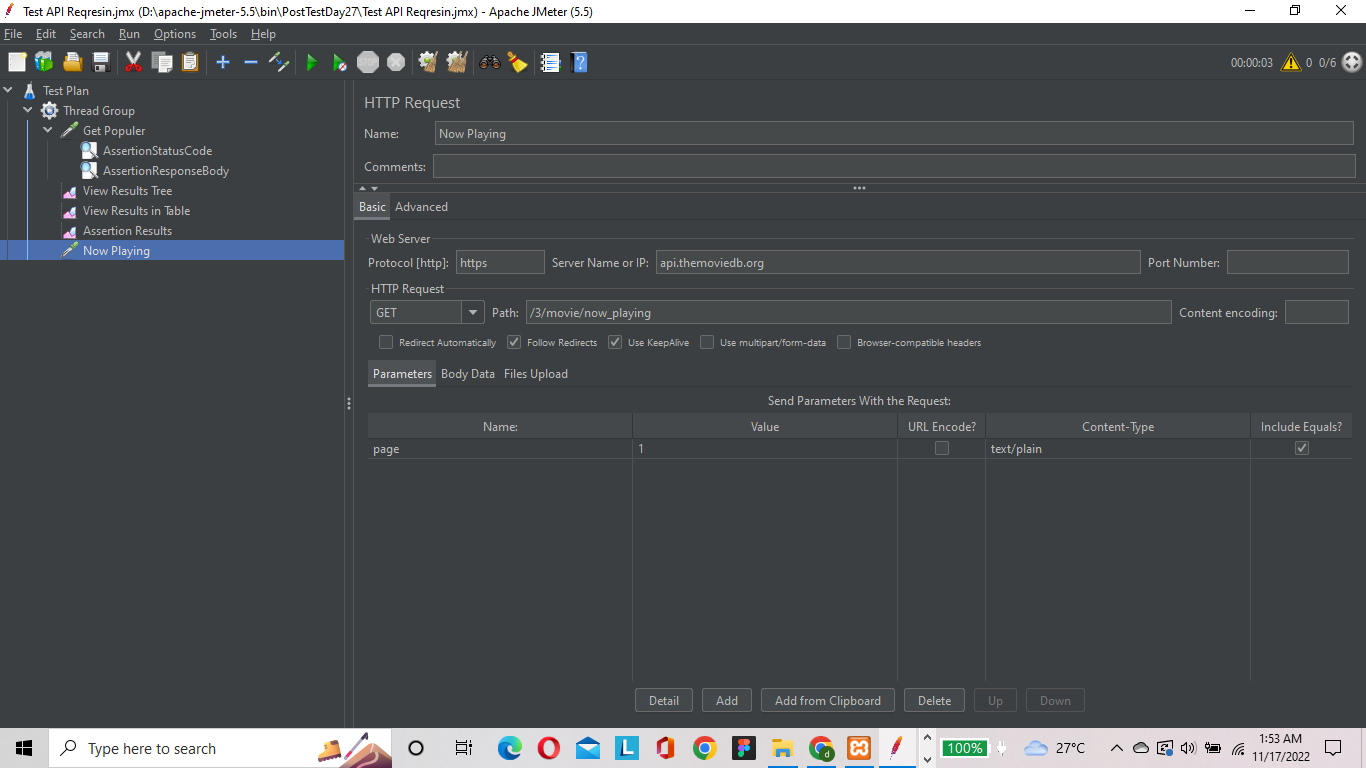 Test API Reqresin.jmx (D:\apache-jmeter-5.5\bin\PostTestDay27\Test API Reqresin.jmx) - Apache JMeter (5.5)
File Edit Search Run Options Tools Help
STOP 00:00:03 0 0/6
Test Plan
Thread Group
Get Populer
AssertionStatusCode
AssertionResponseBody
View Results Tree
View Results in Table
Assertion Results
Now Playing
HTTP Request
Name: Now Playing
Comments:
Basic Advanced
Web Server
Protocol [http]: https Server Name or IP: api.themoviedb.org Port Number:
HTTP Request
GET Path: /3/movie/now_playing Content encoding:
Redirect Automatically Follow Redirects Use KeepAlive Use multipart/form-data Browser-compatible headers
Parameters Body Data Files Upload
Send Parameters With the Request:
Name: Value URL Encode? Content-Type Include Equals?
page 1 text/plain
Detail Add Add from Clipboard Delete Up Down
Type here to search L d 100% 27°C 1:53 AM
11/17/2022